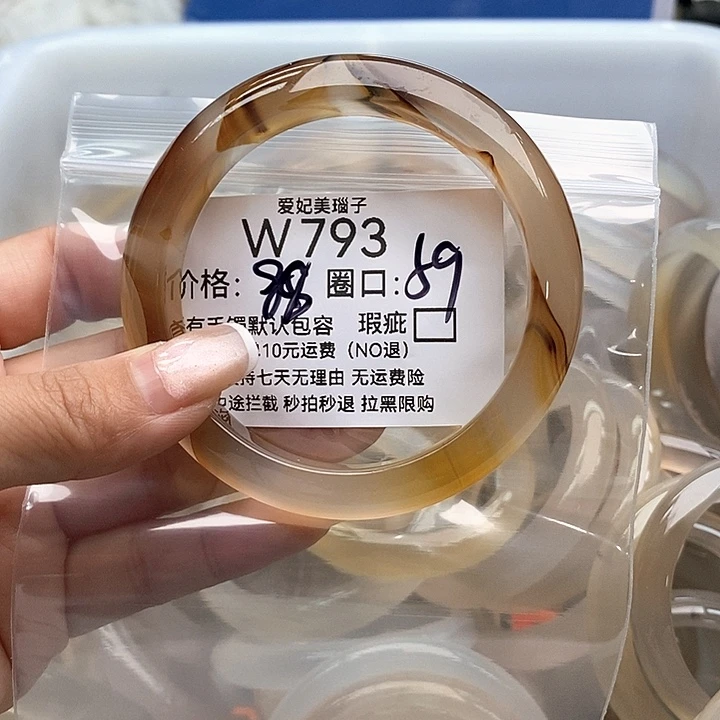 爱妃美瑙子
W793
价格: 88 圈口: 59
有手镯默认包容 瑕疵
10元运费 (NO退)
持七天无理由 无运费险
中途拦截 秒拍秒退 拉黑限购